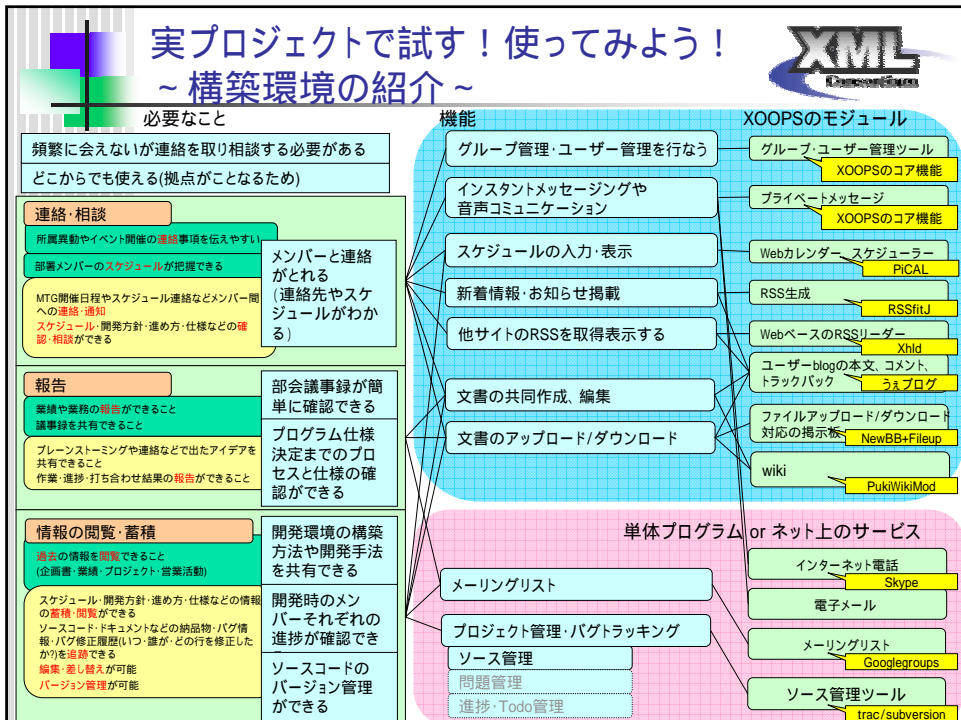 実プロジェクトで試す！使ってみよう！
~構築環境の紹介~
XML
Consortium
必要なこと
頻繁に会えないが連絡を取り相談する必要がある
どこからでも使える(拠点がことなるため)
連絡・相談
所属異動やイベント開催の連絡事項を伝えやすい
部署メンバーのスケジュールが把握できる
MTG開催日程やスケジュール連絡などメンバー間
への連絡・通知
スケジュール・開発方針・進め方・仕様などの確
認・相談ができる
メンバーと連絡
がとれる
(連絡先やスケ
ジュールがわか
る)
報告
業績や業務の報告ができること
議事録を共有できること
ブレーンストーミングや連絡などで出たアイデアを
共有できること
作業・進捗・打ち合わせ結果の報告ができること
部会議事録が簡
単に確認できる
プログラム仕様
決定までのプロ
セスと仕様の確
認ができる
情報の閲覧・蓄積
過去の情報を閲覧できること
(企画書・業績・プロジェクト・営業活動)
スケジュール・開発方針・進め方・仕様などの情報
の蓄積・閲覧ができる
ソースコード・ドキュメントなどの納品物・バグ情
報・バグ修正履歴(いつ・誰が・どの行を修正した
か?)を追跡できる
編集・差し替えが可能
バージョン管理が可能
開発環境の構築
方法や開発手法
を共有できる
開発時のメン
バーそれぞれの
進捗が確認でき
ソースコードの
バージョン管理
ができる
機能
グループ管理・ユーザー管理を行なう
インスタントメッセージングや
音声コミュニケーション
スケジュールの入力・表示
新着情報・お知らせ掲載
他サイトのRSSを取得表示する
文書の共同作成、編集
文書のアップロード/ダウンロード
XOOPSのモジュール
グループ・ユーザー管理ツール
XOOPSのコア機能
プライベートメッセージ
XOOPSのコア機能
Webカレンダー、スケジューラー
PiCAL
RSS生成
RSSfitJ
WebベースのRSSリーダー
Xhld
ユーザーblogの本文、コメント、
トラックバック
うぇブログ
ファイルアップロード/ダウンロード
対応の掲示板
NewBB+Fileup
wiki
PukiWikiMod
単体プログラム or ネット上のサービス
メーリングリスト
プロジェクト管理・バグトラッキング
ソース管理
問題管理
進捗・Todo管理
インターネット電話
Skype
電子メール
メーリングリスト
Googlegroups
ソース管理ツール
trac/subversion